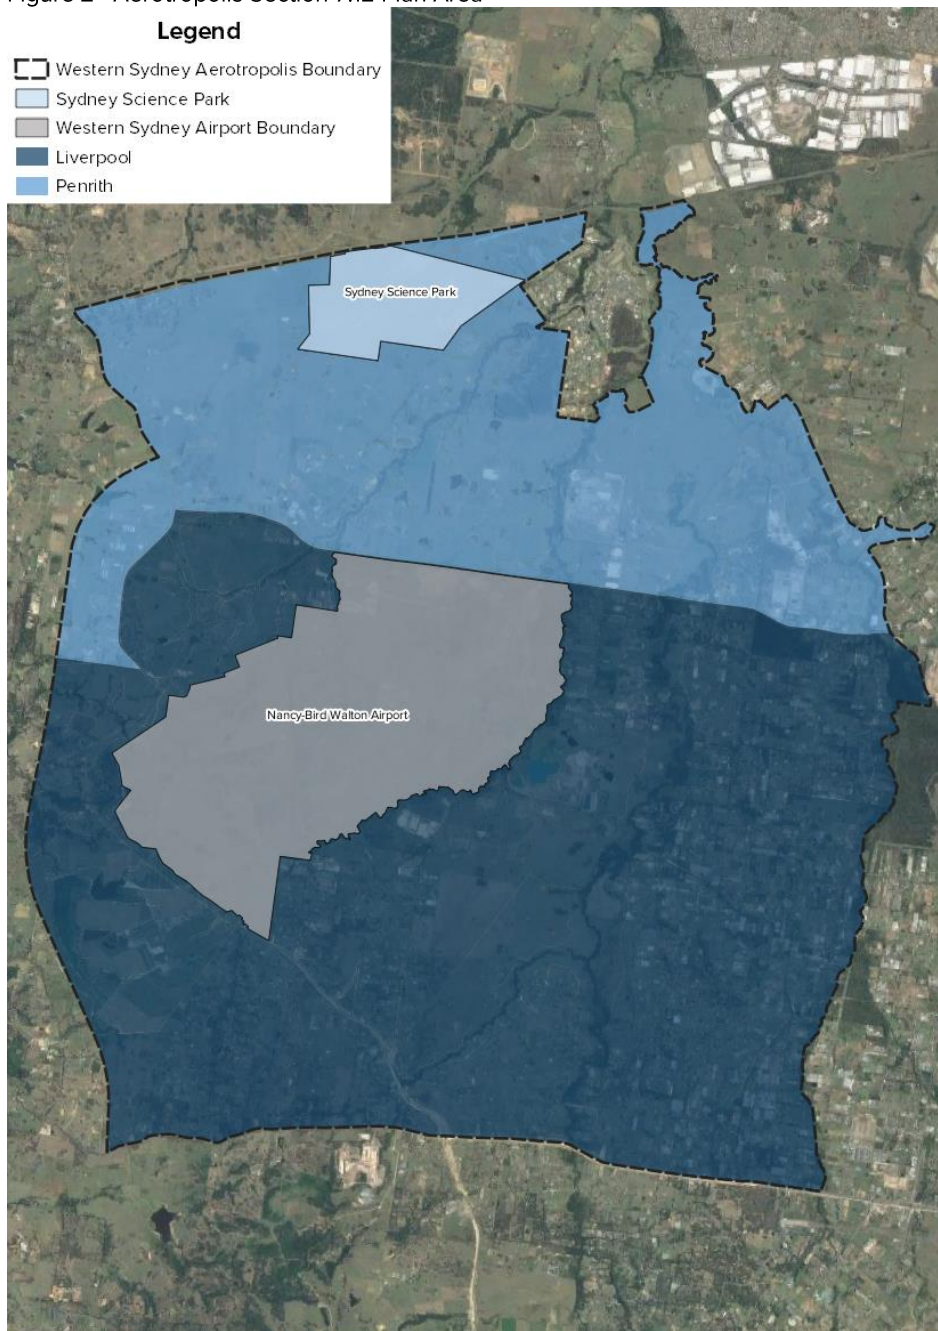 Legend
Western Sydney Aerotropolis Boundary
Sydney Science Park
Western Sydney Airport Boundary
Liverpool
Penrith
Sydney Science Park
Nancy-Bird Walton Airport